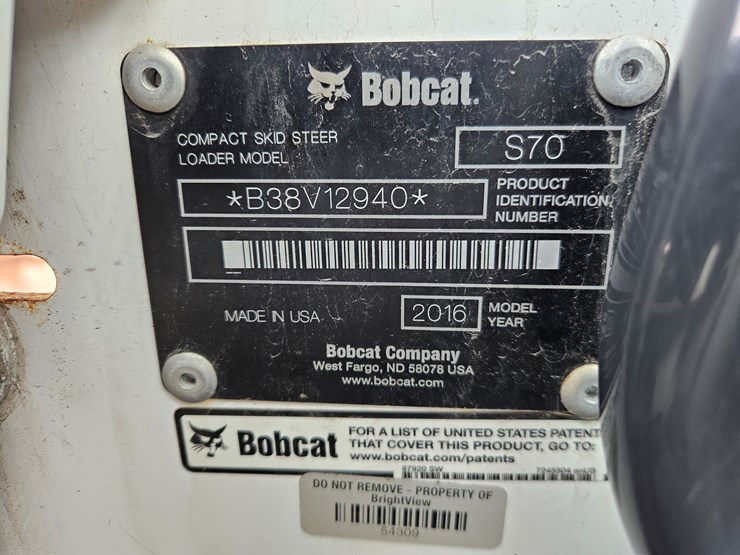 Bobcat.
COMPACT SKID STEER
LOADER MODEL
S70
*B38V12940*
PRODUCT
IDENTIFICATION
NUMBER
MADE IN USA
2016
MODEL
YEAR
Bobcat Company
West Fargo, ND 58078 USA
www.bobcat.com
Bobcat
FOR A LIST OF UNITED STATES PATENT
THAT COVER THIS PRODUCT, GO TO:
www.bobcat.com/patents
DO NOT REMOVE - PROPERTY OF
BrightView
54309